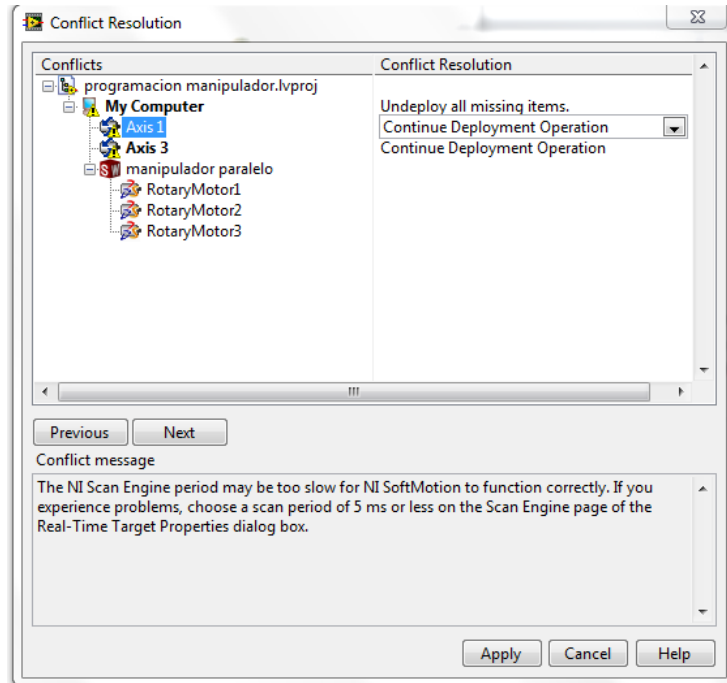 Conflict Resolution
Conflicts Conflict Resolution
programacion manipulador.lvproj
My Computer Undeploy all missing items.
Axis 1 Continue Deployment Operation
Axis 3 Continue Deployment Operation
SW manipulador paralelo
RotaryMotor1
RotaryMotor2
RotaryMotor3
Previous Next
Conflict message
The NI Scan Engine period may be too slow for NI SoftMotion to function correctly. If you
experience problems, choose a scan period of 5 ms or less on the Scan Engine page of the
Real-Time Target Properties dialog box.
Apply Cancel Help